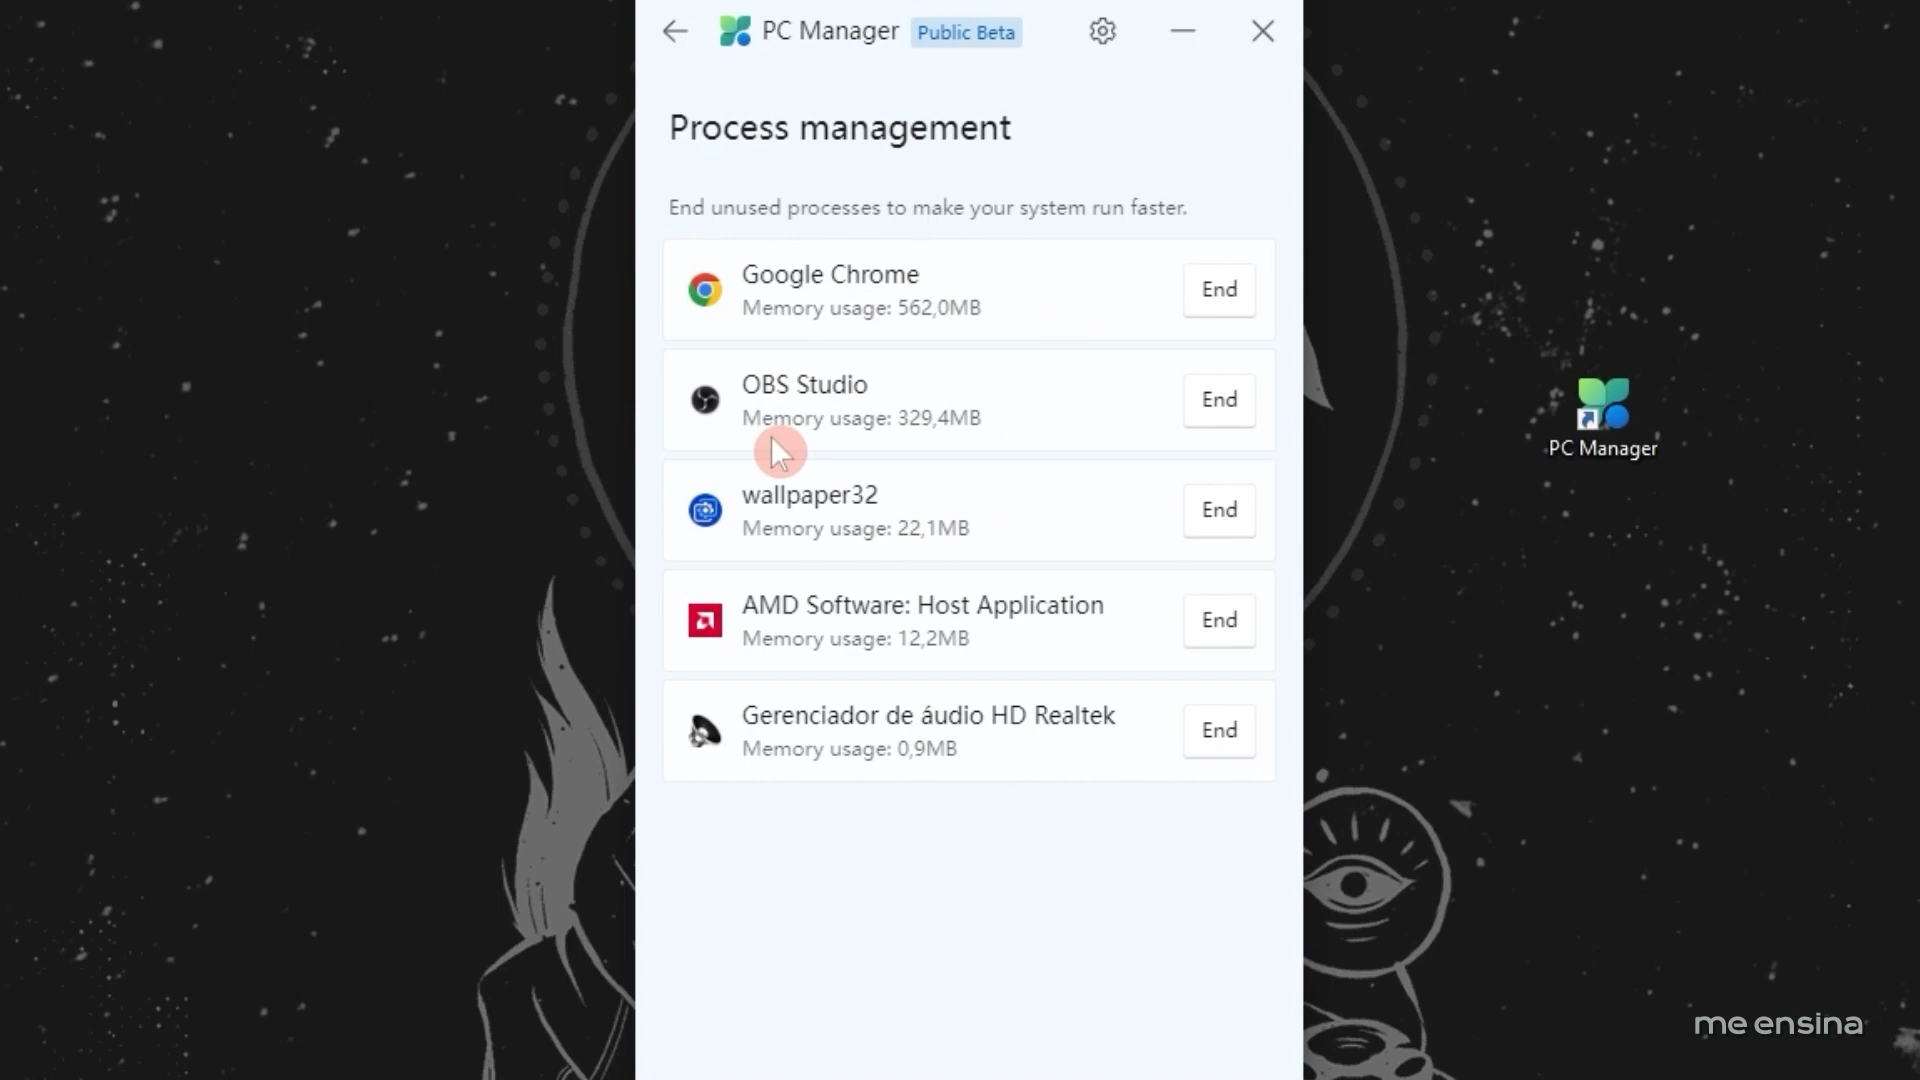 PC Manager Public Beta
Process management
End unused processes to make your system run faster.
Google Chrome
Memory usage: 562,0MB
End
OBS Studio
Memory usage: 329,4MB
End
wallpaper32
Memory usage: 22,1MB
End
AMD Software: Host Application
Memory usage: 12,2MB
End
Gerenciador de áudio HD Realtek
Memory usage: 0,9MB
End
PC Manager
me ensina